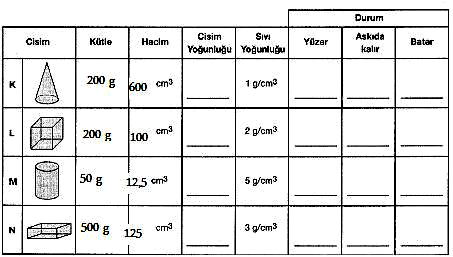 Durum
Cisim Kütle Hacim Cisim Yoğunluğu Sıvı Yoğunluğu Yüzer Askıda kalır Batar
K 200 g 600 cm³ 1 g/cm³
L 200 g 100 cm³ 2 g/cm³
M 50 g 12,5 cm³ 5 g/cm³
N 500 g 125 cm³ 3 g/cm³